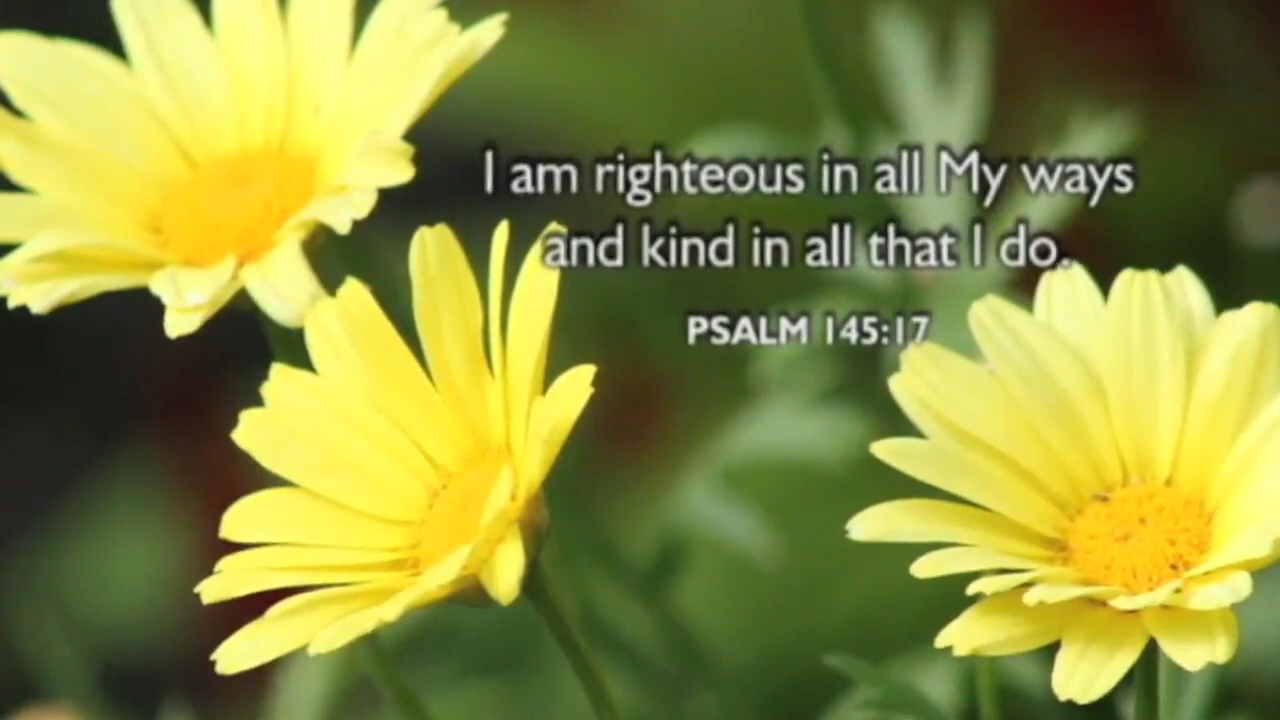 I am righteous in all My ways
and kind in all that I do.
PSALM 145:17